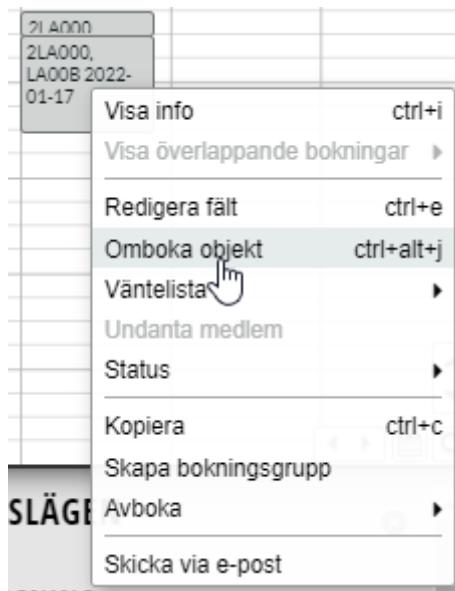 2LA000
2LA000,
LA00B 2022-
01-17
Visa info ctrl+i
Visa överlappande bokningar
Redigera fält ctrl+e
Omboka objekt ctrl+alt+j
Väntelista
Undanta medlem
Status
Kopiera ctrl+c
Skapa bokningsgrupp
SLÄGE
Avboka
Skicka via e-post